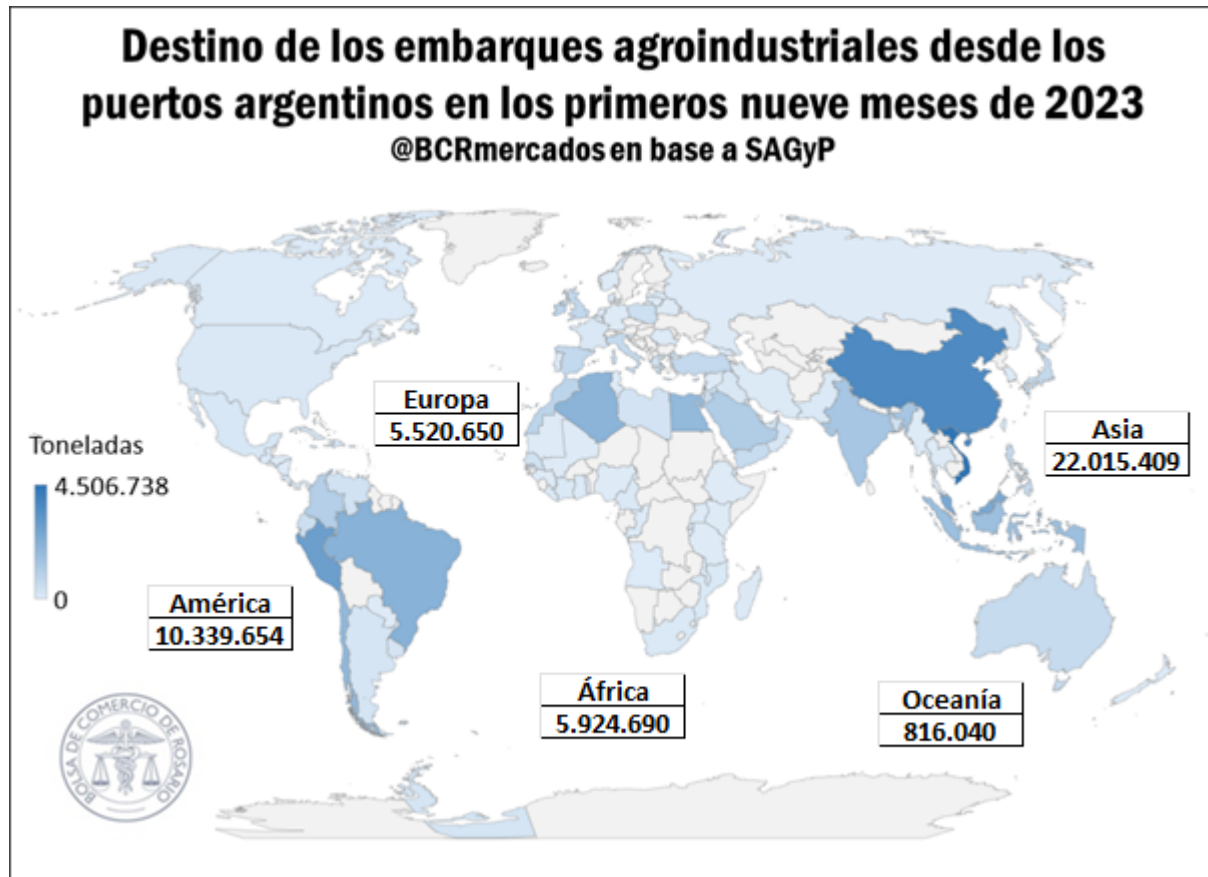 Destino de los embarques agroindustriales desde los
puertos argentinos en los primeros nueve meses de 2023
@BCRmercados en base a SAGyP
Europa
5.520.650
Asia
22.015.409
Toneladas
4.506.738
0
América
10.339.654
África
5.924.690
Oceanía
816.040
BOLSA DE COMERCIO DE ROSARIO